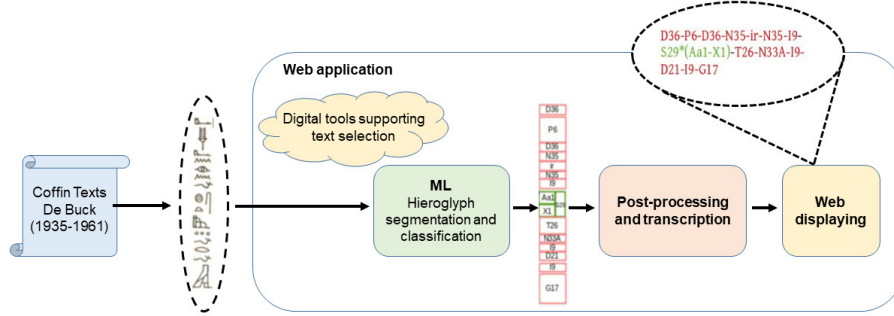 Coffin Texts
De Buck
(1935-1961)
Web application
Digital tools supporting
text selection
ML
Hieroglyph
segmentation and
classification
D36
P6
D36
N35
ir
N35
I9
Aa1
X1
S29
T26
N33A
I9
D21
I9
G17
Post-processing
and transcription
Web
displaying
D36-P6-D36-N35-ir-N35-I9-
S29*(Aa1-X1)-T26-N33A-I9-
D21-I9-G17